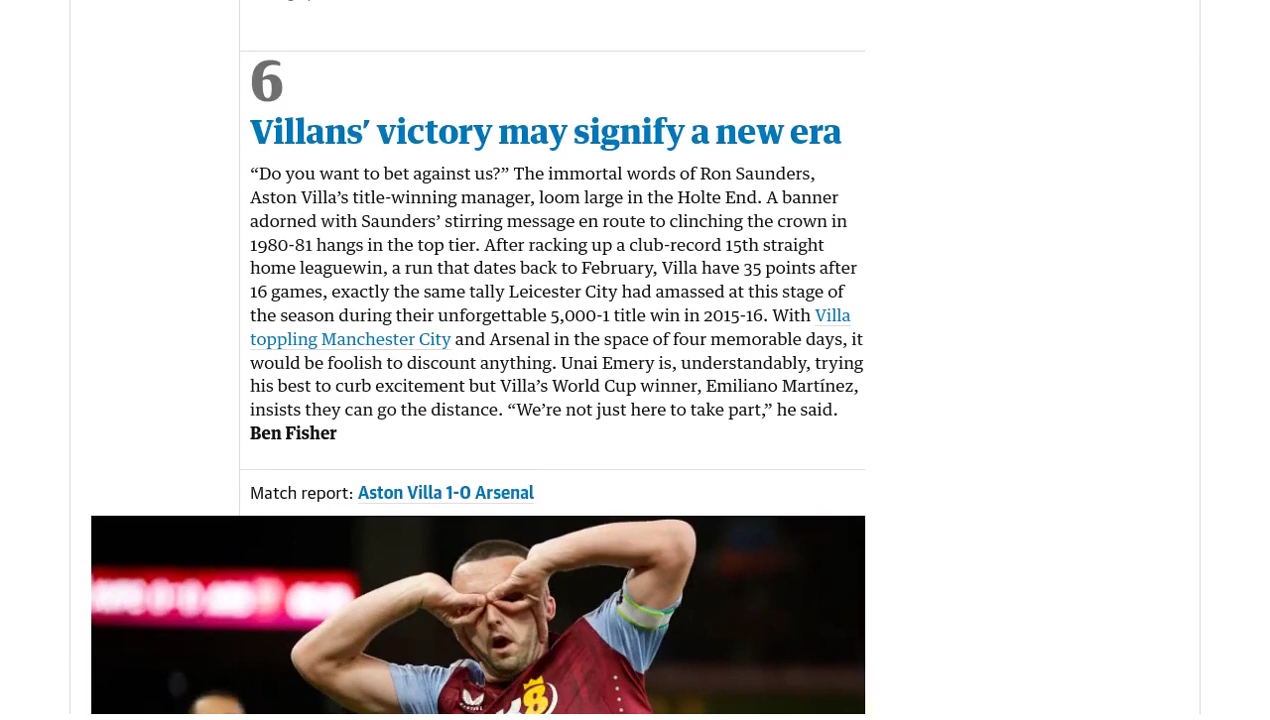 6
Villans’ victory may signify a new era
“Do you want to bet against us?” The immortal words of Ron Saunders,
Aston Villa’s title-winning manager, loom large in the Holte End. A banner
adorned with Saunders’ stirring message en route to clinching the crown in
1980-81 hangs in the top tier. After racking up a club-record 15th straight
home leaguewin, a run that dates back to February, Villa have 35 points after
16 games, exactly the same tally Leicester City had amassed at this stage of
the season during their unforgettable 5,000-1 title win in 2015-16. With Villa
toppling Manchester City and Arsenal in the space of four memorable days, it
would be foolish to discount anything. Unai Emery is, understandably, trying
his best to curb excitement but Villa’s World Cup winner, Emiliano Martínez,
insists they can go the distance. “We’re not just here to take part,” he said.
Ben Fisher
Match report: Aston Villa 1-0 Arsenal